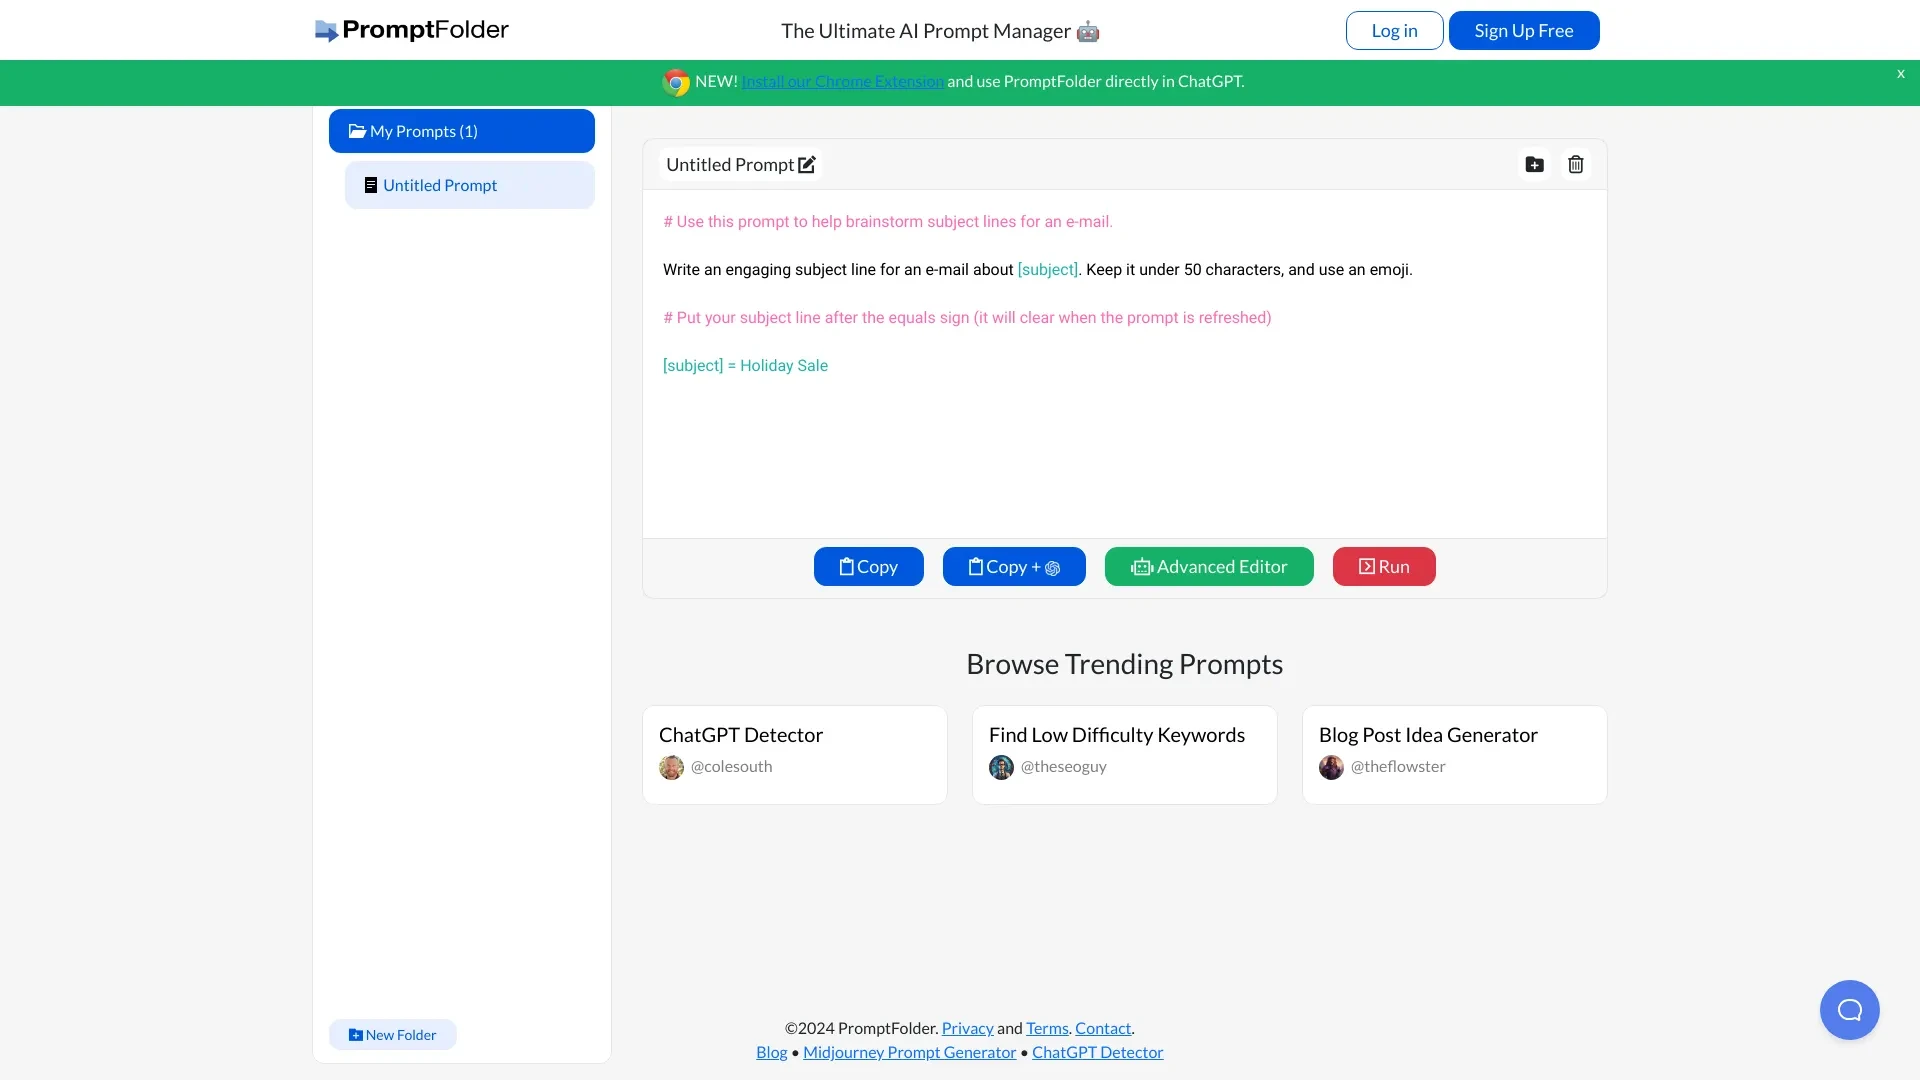 PromptFolder
The Ultimate AI Prompt Manager 🤖
Log in
Sign Up Free
NEW! Install our Chrome Extension and use PromptFolder directly in ChatGPT.
x
My Prompts (1)
Untitled Prompt
Untitled Prompt
# Use this prompt to help brainstorm subject lines for an e-mail.
Write an engaging subject line for an e-mail about [subject]. Keep it under 50 characters, and use an emoji.
# Put your subject line after the equals sign (it will clear when the prompt is refreshed)
[subject] = Holiday Sale
Copy
Copy +
Advanced Editor
Run
Browse Trending Prompts
ChatGPT Detector
@colesouth
Find Low Difficulty Keywords
@theseoguy
Blog Post Idea Generator
@theflowster
New Folder
©2024 PromptFolder. Privacy and Terms. Contact.
Blog • Midjourney Prompt Generator • ChatGPT Detector